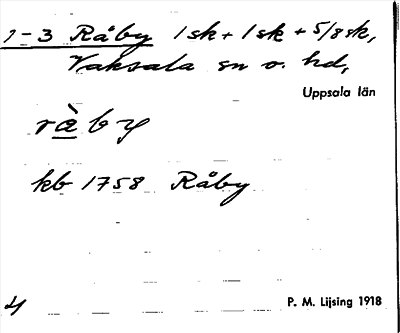 1-3 Råby 1 sk + 1 sk + 5/8 sk,
Vaksala sn o. hd,
Uppsala län
ràby
kb 1758 Råby
P. M. Lijsing 1918